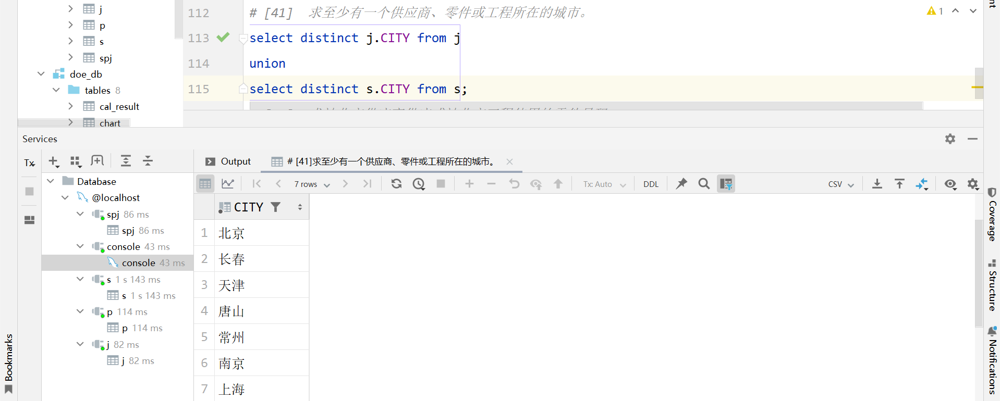 j
p
s
spj
doe_db
tables 8
cal_result
chart
112 # [41] 求至少有一个供应商、零件或工程所在的城市。
113 select distinct j.CITY from j
114 union
115 select distinct s.CITY from s;
1
nt
Services
Tx
Output
# [41]求至少有一个供应商、零件或工程所在的城市。
Database
@localhost
spj 86 ms
spj 86 ms
console 43 ms
console 43 ms
s 1 s 143 ms
s 1 s 143 ms
p 114 ms
p 114 ms
j 82 ms
j 82 ms
7 rows
Tx: Auto
DDL
CSV
CITY
1 北京
2 长春
3 天津
4 唐山
5 常州
6 南京
7 上海
Bookmarks
Coverage
Structure
Notifications